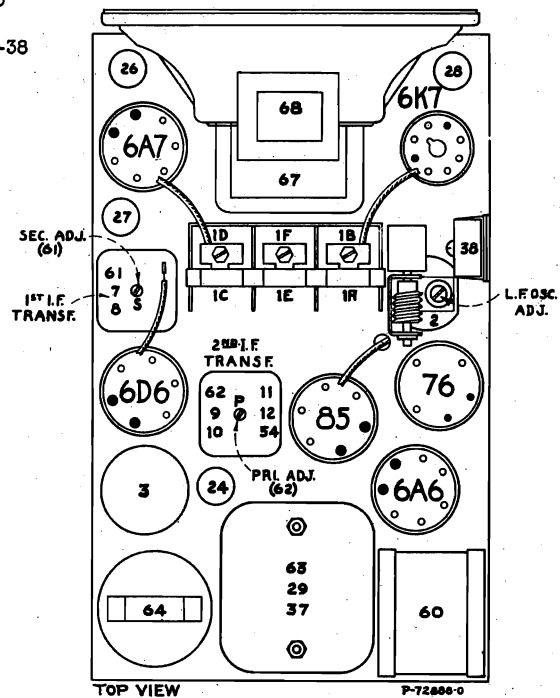 -38
26
28
6K7
6A7
68
67
27
SEC. ADJ.
(61)
1D 1F 1B
38
1ST I.F.
TRANSF.
61
7
8
S
1C 1E 1A
2
L.F. OSC.
ADJ.
2ND I.F.
TRANSF.
6D6
62 P 11
9 12
10 54
85
76
PRI. ADJ.
(62)
3
24
6A6
63
29
37
64
60
TOP VIEW